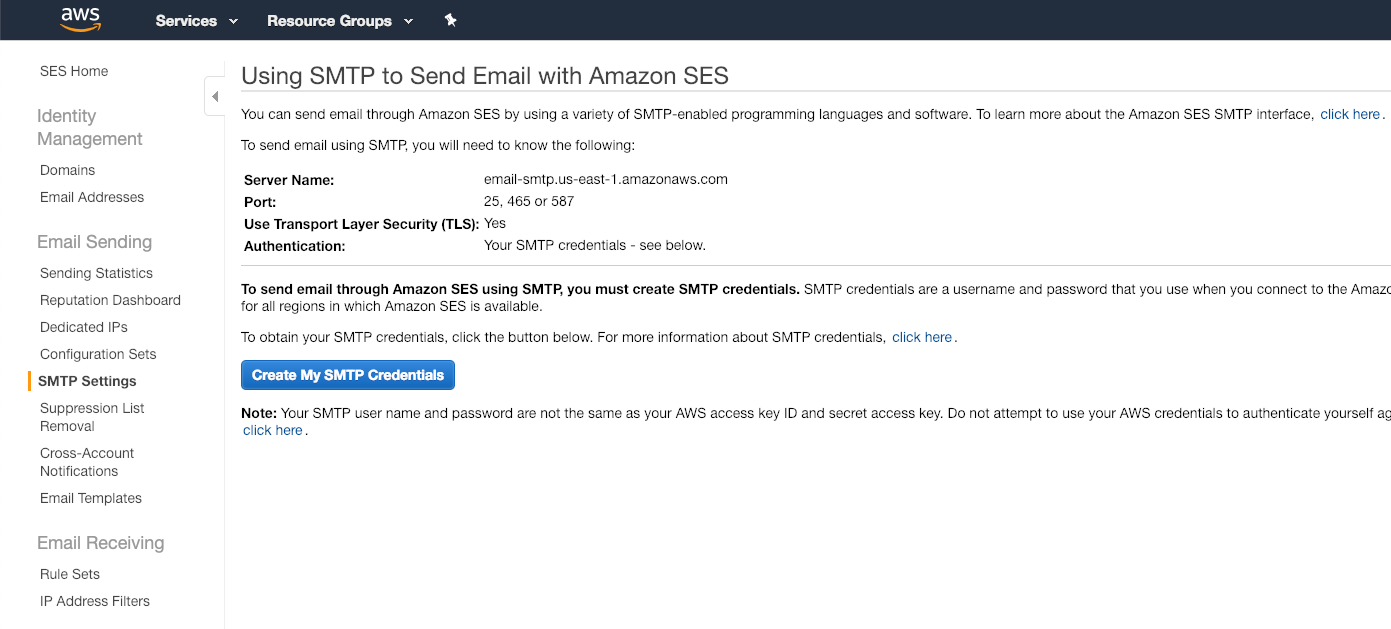 aws Services Resource Groups
SES Home
Identity
Management
Domains
Email Addresses
Email Sending
Sending Statistics
Reputation Dashboard
Dedicated IPs
Configuration Sets
SMTP Settings
Suppression List
Removal
Cross-Account
Notifications
Email Templates
Email Receiving
Rule Sets
IP Address Filters
Using SMTP to Send Email with Amazon SES
You can send email through Amazon SES by using a variety of SMTP-enabled programming languages and software. To learn more about the Amazon SES SMTP interface, click here.
To send email using SMTP, you will need to know the following:
Server Name: email-smtp.us-east-1.amazonaws.com
Port: 25, 465 or 587
Use Transport Layer Security (TLS): Yes
Authentication: Your SMTP credentials - see below.
To send email through Amazon SES using SMTP, you must create SMTP credentials. SMTP credentials are a username and password that you use when you connect to the Amazo
for all regions in which Amazon SES is available.
To obtain your SMTP credentials, click the button below. For more information about SMTP credentials, click here.
Create My SMTP Credentials
Note: Your SMTP user name and password are not the same as your AWS access key ID and secret access key. Do not attempt to use your AWS credentials to authenticate yourself ag
click here.